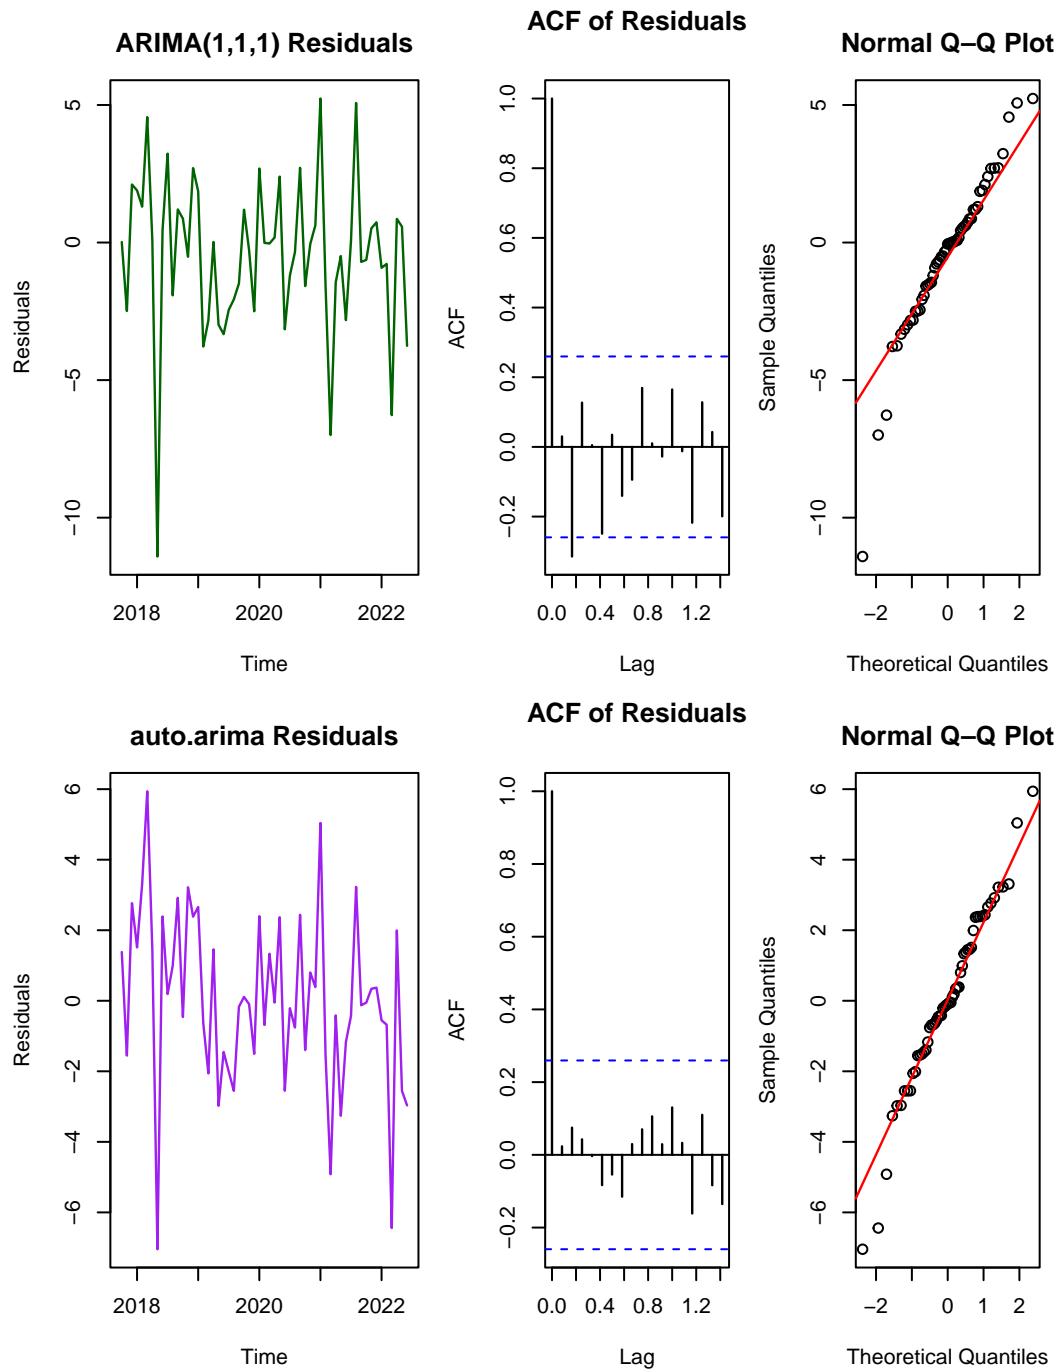 ARIMA(1,1,1) Residuals
Residuals
5
0
−5
−10
2018 2020 2022
Time
ACF of Residuals
ACF
1.0
0.8
0.6
0.4
0.2
0.0
−0.2
0.0 0.4 0.8 1.2
Lag
Normal Q−Q Plot
Sample Quantiles
5
0
−5
−10
−2 0 1 2
Theoretical Quantiles
auto.arima Residuals
Residuals
6
4
2
0
−2
−4
−6
2018 2020 2022
Time
ACF of Residuals
ACF
1.0
0.8
0.6
0.4
0.2
0.0
−0.2
0.0 0.4 0.8 1.2
Lag
Normal Q−Q Plot
Sample Quantiles
6
4
2
0
−2
−4
−6
−2 0 1 2
Theoretical Quantiles